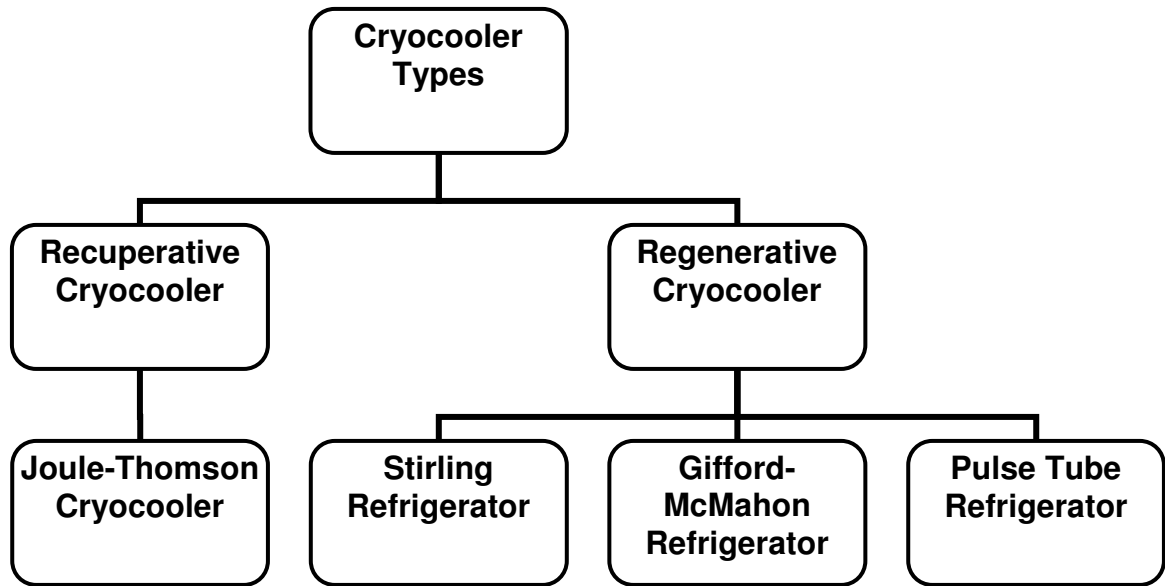 Cryocooler
Types
Recuperative
Cryocooler
Regenerative
Cryocooler
Joule-Thomson
Cryocooler
Stirling
Refrigerator
Gifford-
McMahon
Refrigerator
Pulse Tube
Refrigerator